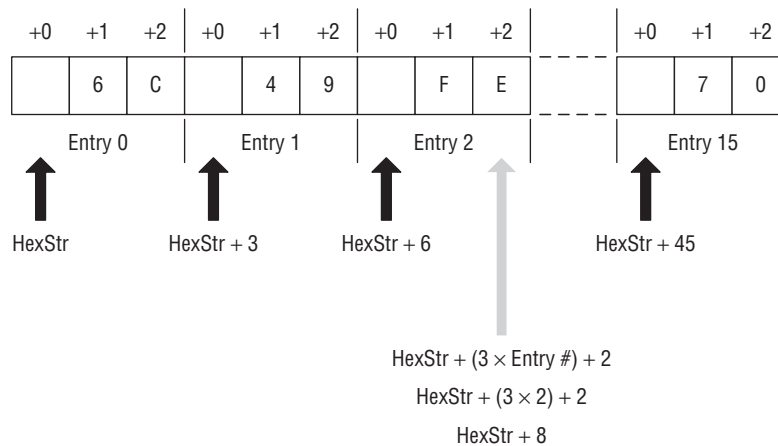 +0 +1 +2 +0 +1 +2 +0 +1 +2 +0 +1 +2
6 C 4 9 F E 7 0
Entry 0 Entry 1 Entry 2 Entry 15
HexStr HexStr + 3 HexStr + 6 HexStr + 45
HexStr + (3 × Entry #) + 2
HexStr + (3 × 2) + 2
HexStr + 8